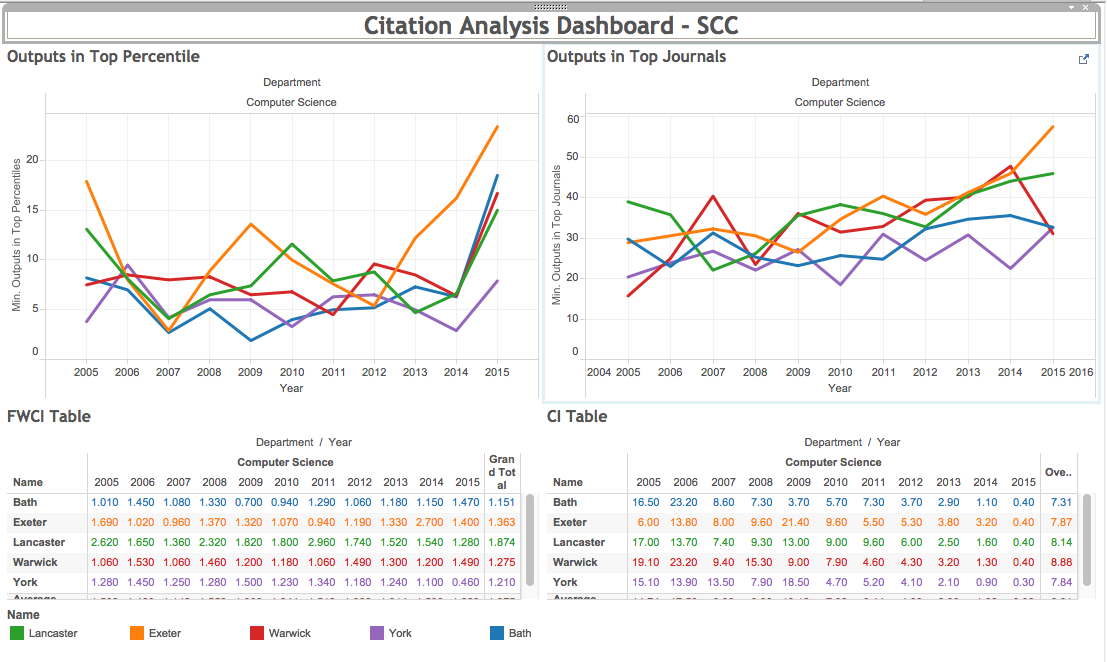 Citation Analysis Dashboard - SCC
Outputs in Top Percentile
Department
Computer Science
Min. Outputs in Top Percentiles
20
15
10
5
0
2005 2006 2007 2008 2009 2010 2011 2012 2013 2014 2015
Year
Outputs in Top Journals
Department
Computer Science
Min. Outputs in Top Journals
60
50
40
30
20
10
0
2004 2005 2006 2007 2008 2009 2010 2011 2012 2013 2014 2015 2016
Year
FWCI Table
Department / Year
Computer Science
Gran
d Tot
al
Name 2005 2006 2007 2008 2009 2010 2011 2012 2013 2014 2015
Bath 1.010 1.450 1.080 1.330 0.700 0.940 1.290 1.060 1.180 1.150 1.470 1.151
Exeter 1.690 1.020 0.960 1.370 1.320 1.070 0.940 1.190 1.330 2.700 1.400 1.363
Lancaster 2.620 1.650 1.360 2.320 1.820 1.800 2.960 1.740 1.520 1.540 1.280 1.874
Warwick 1.060 1.530 1.060 1.460 1.200 1.180 1.060 1.490 1.300 1.200 1.490 1.275
York 1.280 1.450 1.250 1.280 1.500 1.230 1.340 1.180 1.240 1.100 0.460 1.210
Average
CI Table
Department / Year
Computer Science
Name 2005 2006 2007 2008 2009 2010 2011 2012 2013 2014 2015 Ove..
Bath 16.50 23.20 8.60 7.30 3.70 5.70 7.30 3.70 2.90 1.10 0.40 7.31
Exeter 6.00 13.80 8.00 9.60 21.40 9.60 5.50 5.30 3.80 3.20 0.40 7.87
Lancaster 17.00 13.70 7.40 9.30 13.00 9.00 9.60 6.00 2.50 1.60 0.40 8.14
Warwick 19.10 23.20 9.40 15.30 9.00 7.90 4.60 4.30 3.20 1.30 0.40 8.88
York 15.10 13.90 13.50 7.90 18.50 4.70 5.20 4.10 2.10 0.90 0.30 7.84
Average
Name
Lancaster
Exeter
Warwick
York
Bath